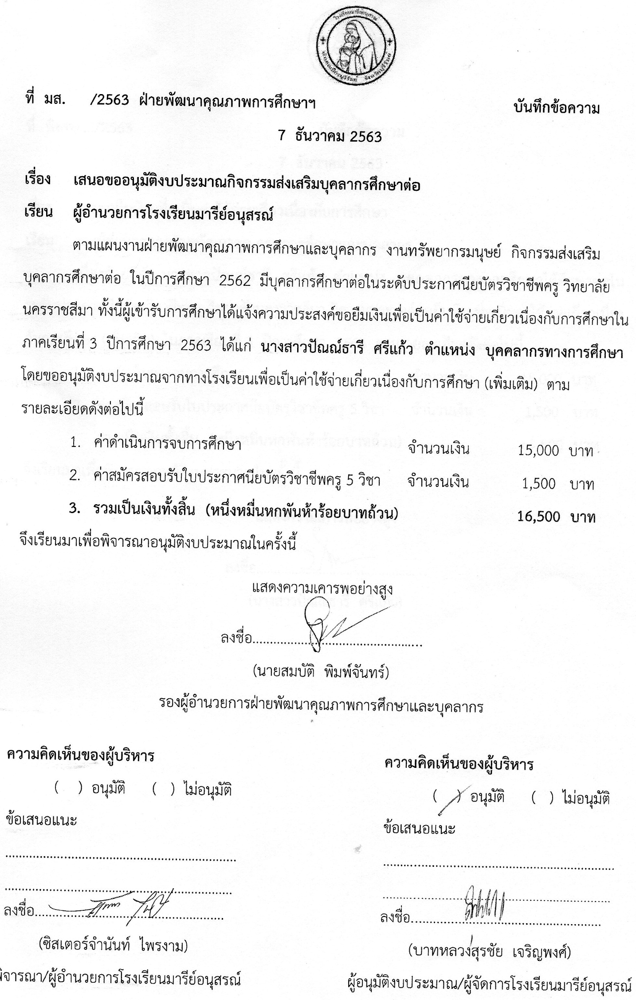 ที่ มส. /2563 ฝ่ายพัฒนาคุณภาพการศึกษาฯ บันทึกข้อความ
7 ธันวาคม 2563
เรื่อง เสนอขออนุมัติงบประมาณกิจกรรมส่งเสริมบุคลากรศึกษาต่อ
เรียน ผู้อำนวยการโรงเรียนมารีย์อนุสรณ์
ตามแผนงานฝ่ายพัฒนาคุณภาพการศึกษาและบุคลากร งานทรัพยากรมนุษย์ กิจกรรมส่งเสริม
บุคลากรศึกษาต่อ ในปีการศึกษา 2562 มีบุคลากรศึกษาต่อในระดับประกาศนียบัตรวิชาชีพครู วิทยาลัย
นครราชสีมา ทั้งนี้ผู้เข้ารับการศึกษาได้แจ้งความประสงค์ขอยืมเงินเพื่อเป็นค่าใช้จ่ายเกี่ยวเนื่องกับการศึกษาใน
ภาคเรียนที่ 3 ปีการศึกษา 2563 ได้แก่ นางสาวปัณณ์ธารี ศรีแก้ว ตำแหน่ง บุคคลากรทางการศึกษา
โดยขออนุมัติงบประมาณจากทางโรงเรียนเพื่อเป็นค่าใช้จ่ายเกี่ยวเนื่องกับการศึกษา (เพิ่มเติม) ตาม
รายละเอียดดังต่อไปนี้
1. ค่าดำเนินการจบการศึกษา จำนวนเงิน 15,000 บาท
2. ค่าสมัครสอบรับใบประกาศนียบัตรวิชาชีพครู 5 วิชา จำนวนเงิน 1,500 บาท
3. รวมเป็นเงินทั้งสิ้น (หนึ่งหมื่นหกพันห้าร้อยบาทถ้วน) 16,500 บาท
จึงเรียนมาเพื่อพิจารณาอนุมัติงบประมาณในครั้งนี้
แสดงความเคารพอย่างสูง
ลงชื่อ................................................
(นายสมบัติ พิมพ์จันทร์)
รองผู้อำนวยการฝ่ายพัฒนาคุณภาพการศึกษาและบุคลากร
ความคิดเห็นของผู้บริหาร ความคิดเห็นของผู้บริหาร
( ) อนุมัติ ( ) ไม่อนุมัติ ( ) อนุมัติ ( ) ไม่อนุมัติ
ข้อเสนอแนะ ข้อเสนอแนะ
ลงชื่อ................................................ ลงชื่อ................................................
(ซิสเตอร์จำนันท์ ไพรงาม) (บาทหลวงสุรชัย เจริญพงศ์)
พิจารณา/ผู้อำนวยการโรงเรียนมารีย์อนุสรณ์ ผู้อนุมัติงบประมาณ/ผู้จัดการโรงเรียนมารีย์อนุสรณ์